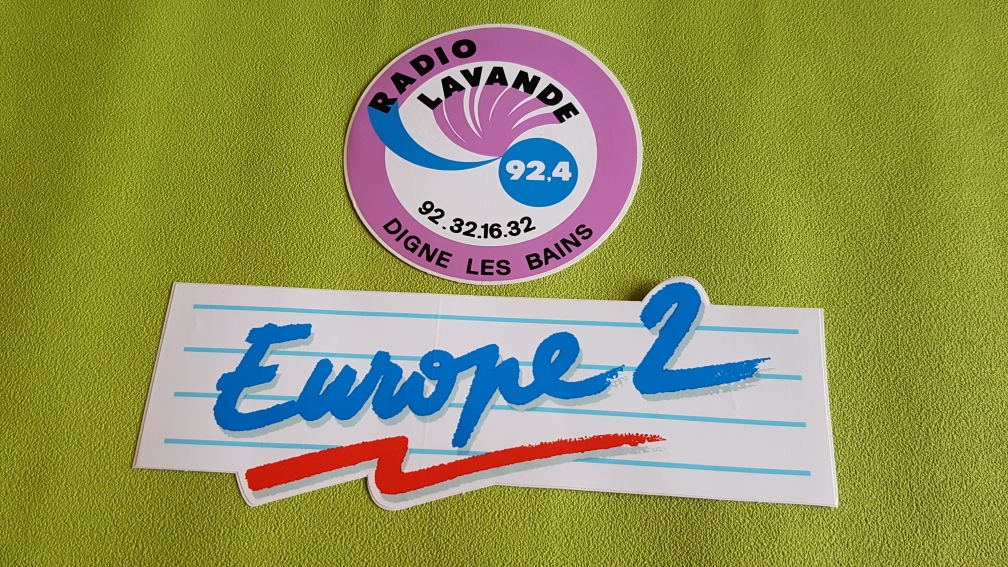 RADIO
LAVANDE
92,4
92.32.16.32
DIGNE LES BAINS
Europe 2